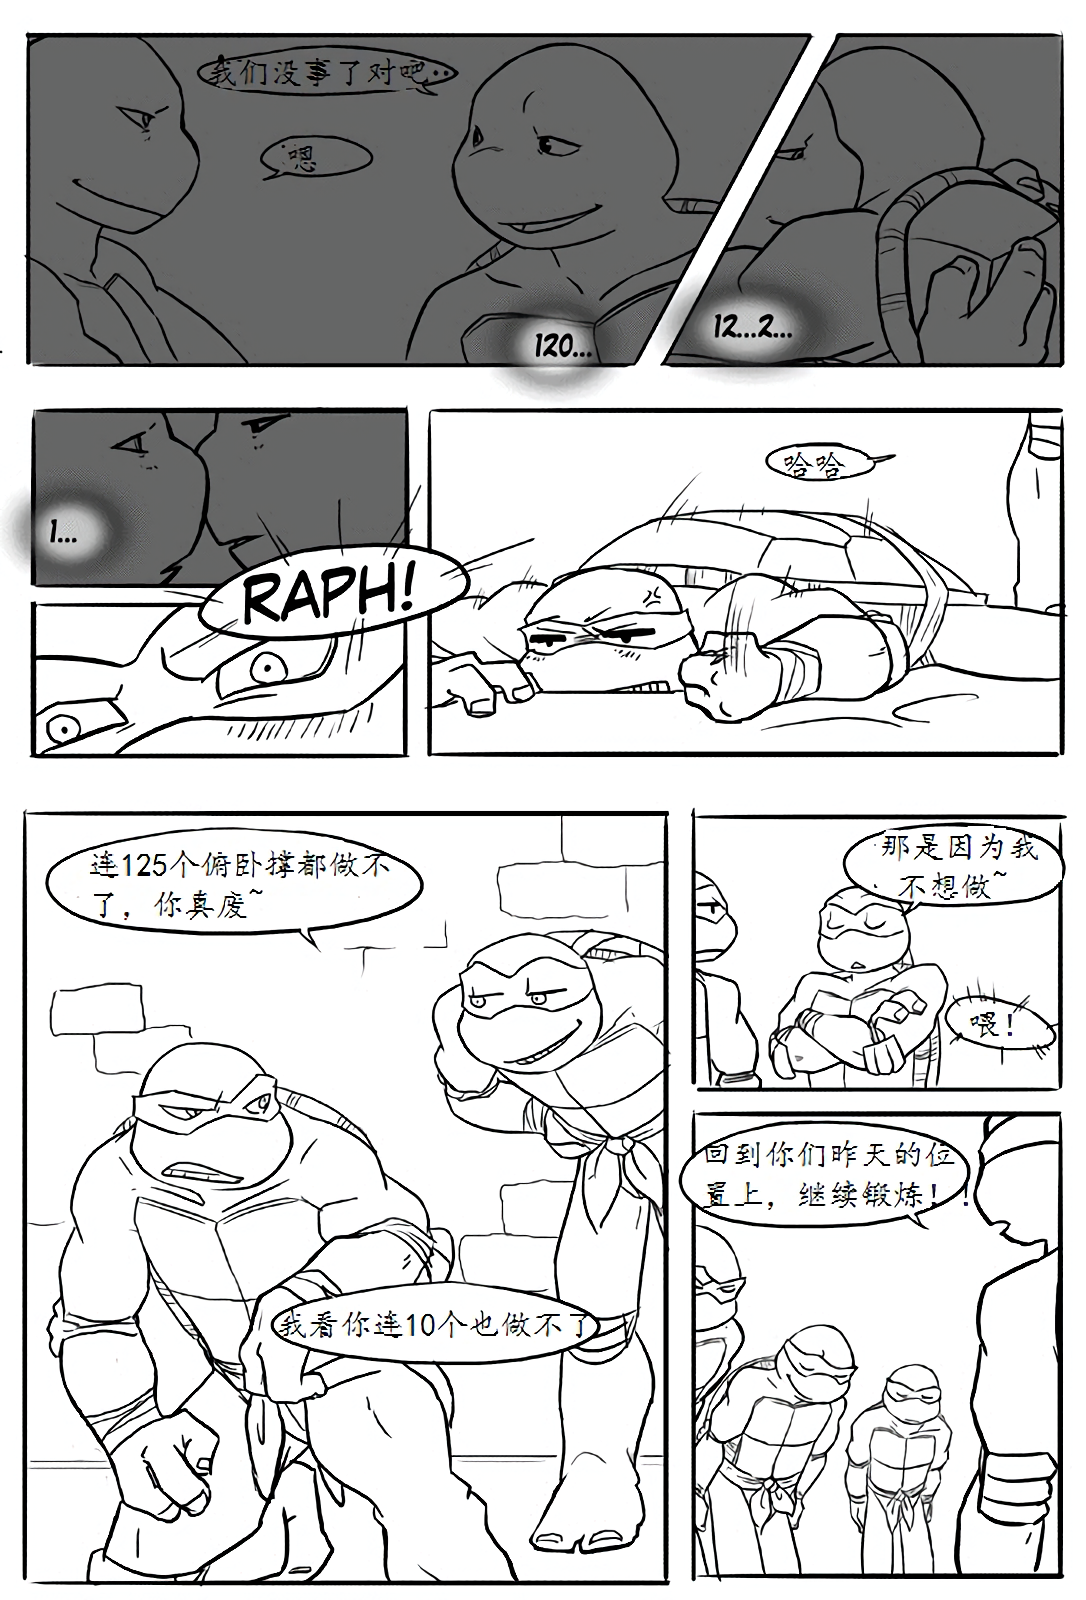 我们没事了对吧··
嗯
120...
12...2...
1...
RAPH!
哈哈
连125个俯卧撑都做不
了，你真废~
我看你连10个也做不了
那是因为我
不想做~
喂！
回到你们昨天的位
置上，继续锻炼！！